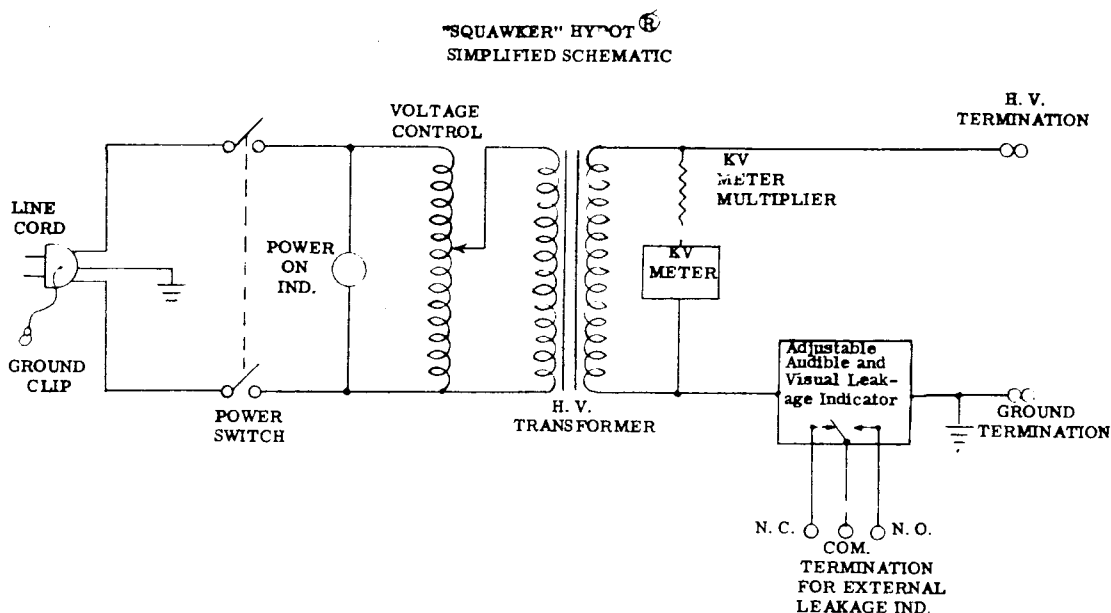 "SQUAWKER" HYPOT ®
SIMPLIFIED SCHEMATIC
H. V.
TERMINATION
VOLTAGE
CONTROL
KV
METER
MULTIPLIER
LINE
CORD
POWER
ON
IND.
KV
METER
GROUND
CLIP
POWER
SWITCH
H. V.
TRANSFORMER
Adjustable
Audible and
Visual Leak-
age Indicator
GROUND
TERMINATION
N. C.
N. O.
COM.
TERMINATION
FOR EXTERNAL
LEAKAGE IND.